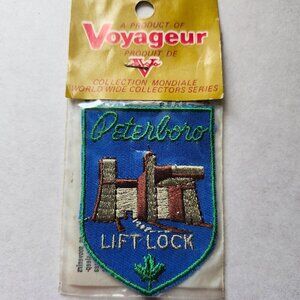 A PRODUCT OF
Voyageur
PRODUIT DE
V
COLLECTION MONDIALE
WORLD WIDE COLLECTORS SERIES
Peterboro
LIFT LOCK